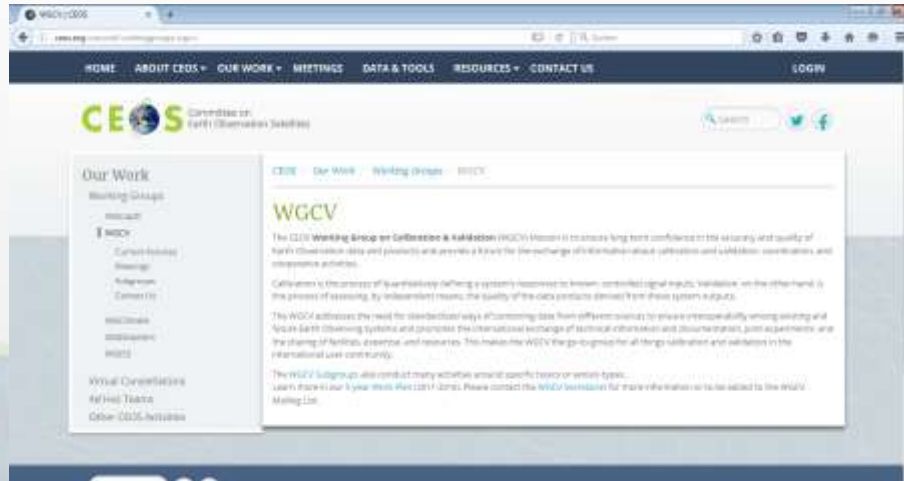 WGCV | CEOS
HOME ABOUT CEOS OUR WORK MEETINGS DATA & TOOLS RESOURCES CONTACT US LOGIN
CEOS Committee on
Earth Observation Satellites
SEARCH
Our Work
Working Groups
WGCV
Current Activities
Meetings
Subgroups
Contact Us
WGClimate
WGDisasters
WGISS
Virtual Constellations
Ad Hoc Teams
Other CEOS Activities
CEOS Our Work Working Groups WGCV
WGCV
The CEOS Working Group on Calibration & Validation (WGCV) Mission is to ensure long term confidence in the accuracy and quality of
Earth Observation data and products and provide a forum for the exchange of information about calibration and validation, coordination, and
cooperative activities.
Calibration is the process of quantitatively defining a system's response to known, controlled signal inputs. Validation, on the other hand, is
the process of assessing, by independent means, the quality of the data products derived from those system outputs.
The WGCV addresses the need for standardised ways of combining data from different sources to ensure interoperability among existing and
future Earth Observing systems and promotes the international exchange of technical information and documentation, joint experiments, and
the sharing of facilities, expertise, and resources. This makes the WGCV the go-to group for all things calibration and validation in the
international user community.
The WGCV Subgroups also conduct many activities around specific topics or sensor types.
Learn more in our Work Plan. Please contact the WGCV Secretariat for more information or to be added to the WGCV
Mailing List.